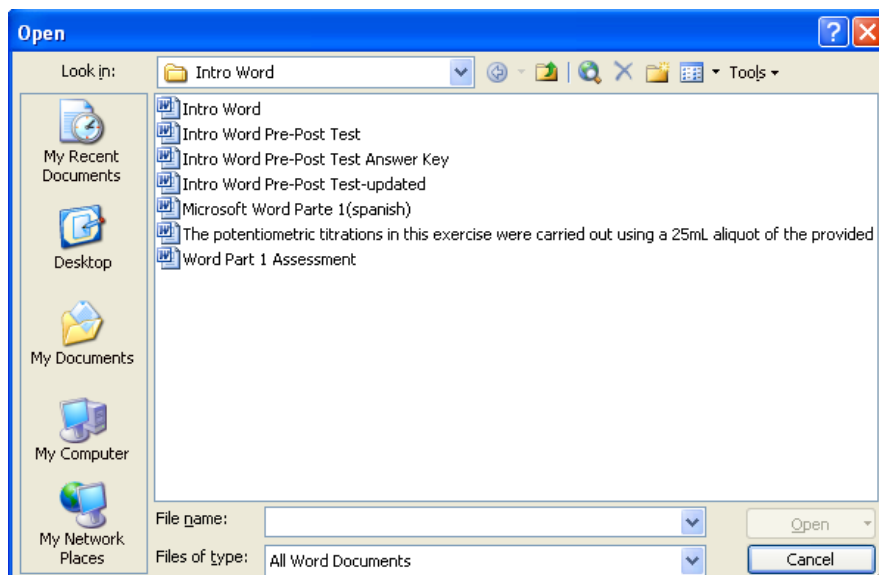 Open
Look in:
Intro Word
Tools
My Recent
Documents
Desktop
My Documents
My Computer
My Network
Places
Intro Word
Intro Word Pre-Post Test
Intro Word Pre-Post Test Answer Key
Intro Word Pre-Post Test-updated
Microsoft Word Parte 1(spanish)
The potentiometric titrations in this exercise were carried out using a 25mL aliquot of the provided
Word Part 1 Assessment
File name:
Open
Files of type:
All Word Documents
Cancel